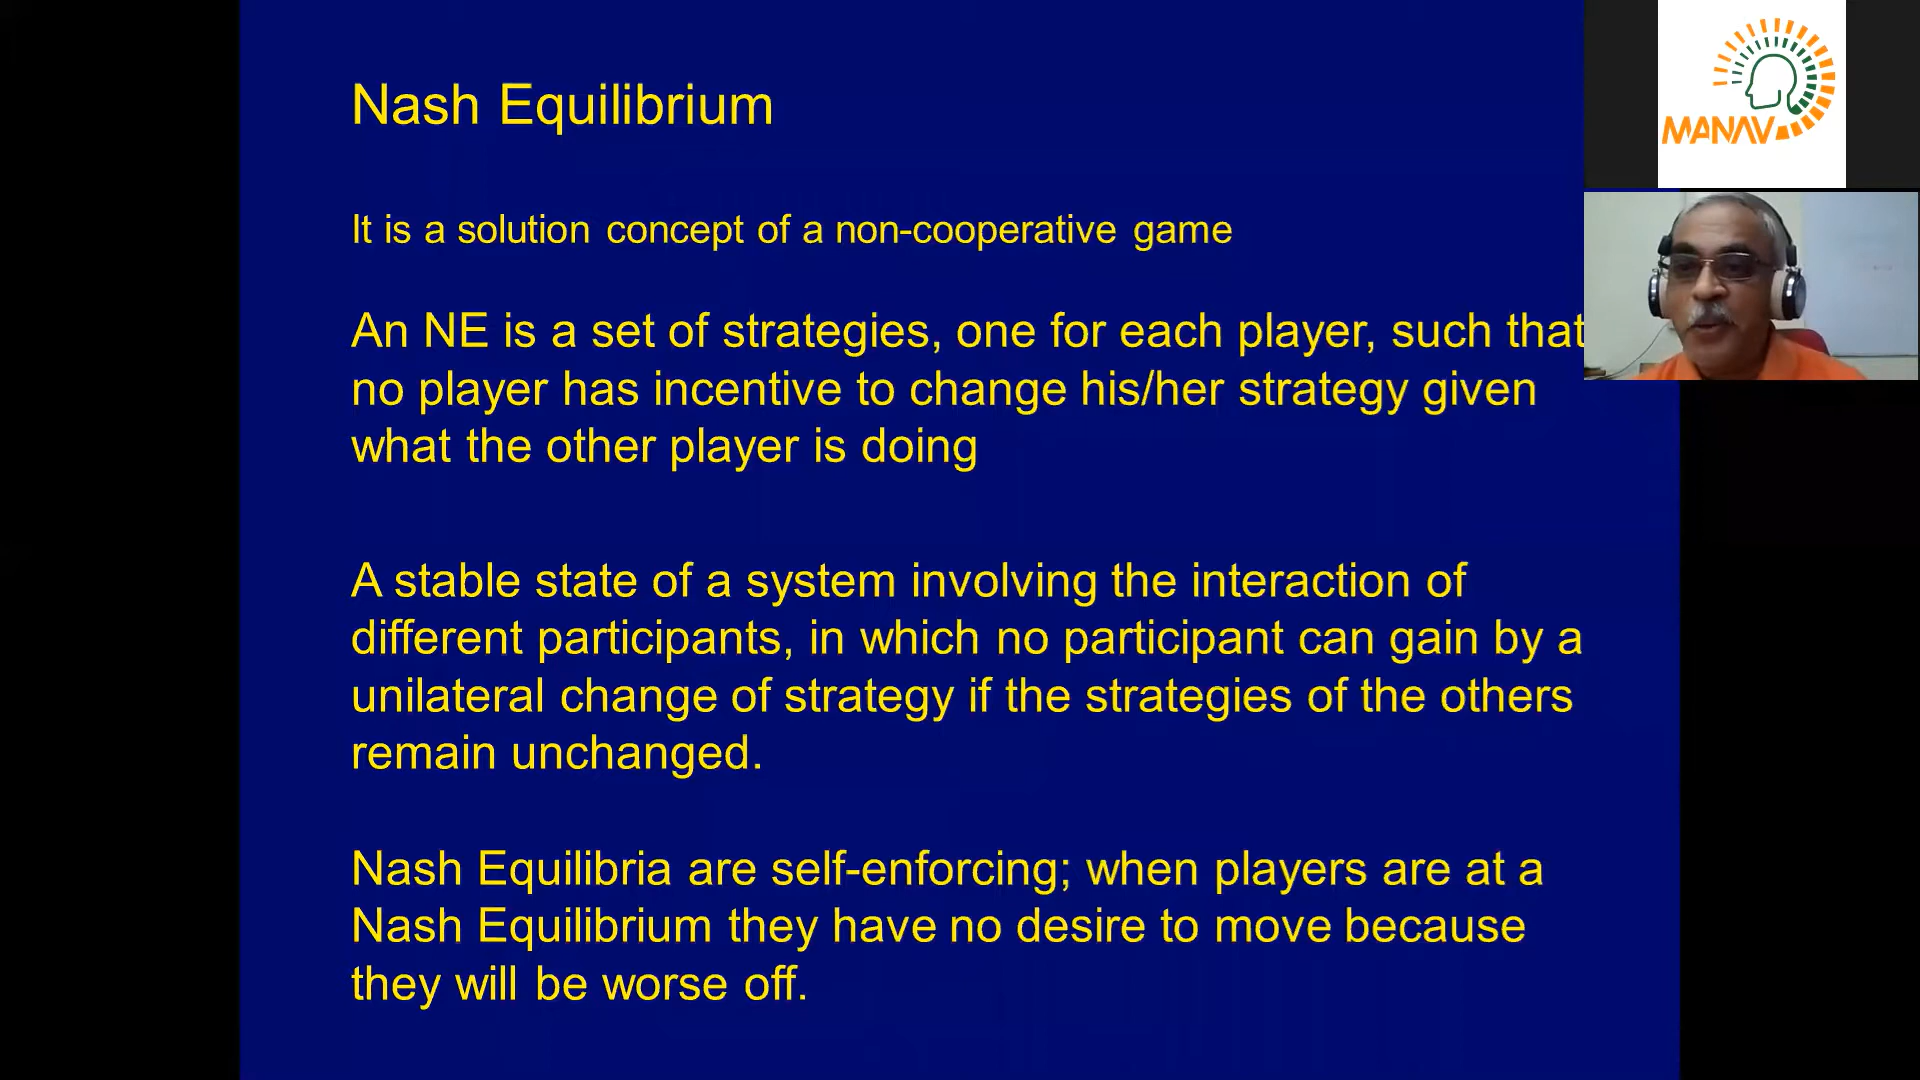 Nash Equilibrium
It is a solution concept of a non-cooperative game
An NE is a set of strategies, one for each player, such that
no player has incentive to change his/her strategy given
what the other player is doing
A stable state of a system involving the interaction of
different participants, in which no participant can gain by a
unilateral change of strategy if the strategies of the others
remain unchanged.
Nash Equilibria are self-enforcing; when players are at a
Nash Equilibrium they have no desire to move because
they will be worse off.
MANAV